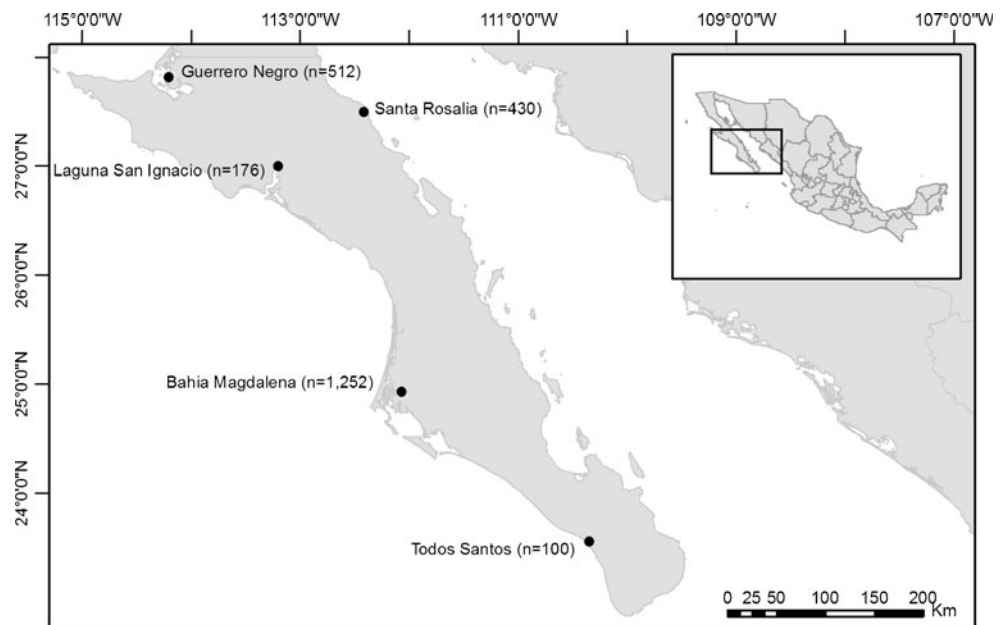 115°0'0"W 113°0'0"W 111°0'0"W 109°0'0"W 107°0'0"W
Guerrero Negro (n=512)
Santa Rosalia (n=430)
Laguna San Ignacio (n=176)
27°0'0"N
26°0'0"N
Bahia Magdalena (n=1,252)
25°0'0"N
24°0'0"N
Todos Santos (n=100)
0 25 50 100 150 200
Km